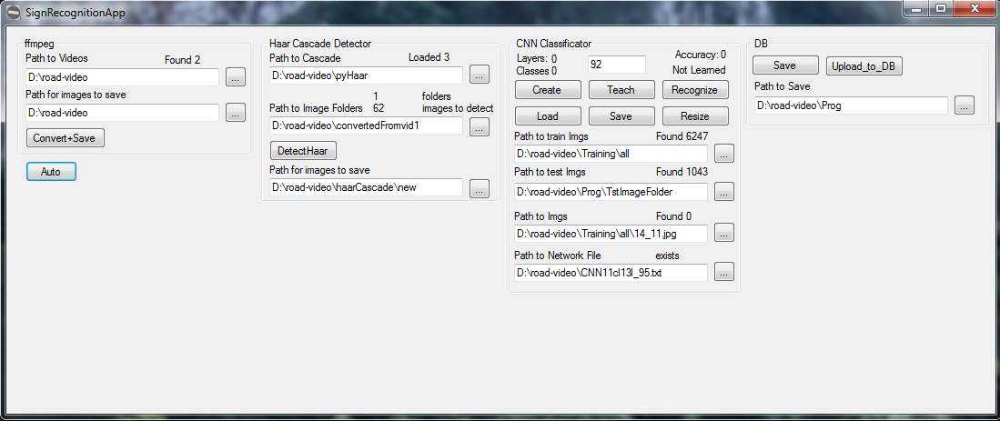 SignRecognitionApp
ffmpeg
Path to Videos
Found 2
D:\road-video
...
Path for images to save
D:\road-video
...
Convert+Save
Auto
Haar Cascade Detector
Path to Cascade
Loaded 3
D:\road-video\pyHaar
...
1 folders
Path to Image Folders 62 images to detect
D:\road-video\convertedFromvid1
...
DetectHaar
Path for images to save
D:\road-video\haarCascade\new
...
CNN Classificator
Layers: 0
Classes 0
92
Accuracy: 0
Not Learned
Create
Teach
Recognize
Load
Save
Resize
Path to train Imgs
Found 6247
D:\road-video\Training\all
...
Path to test Imgs
Found 1043
D:\road-video\Prog\TstImageFolder
...
Path to Imgs
Found 0
D:\road-video\Training\all\14_11.jpg
...
Path to Network File
exists
D:\road-video\CNN11cl13l_95.txt
...
DB
Save
Upload_to_DB
Path to Save
D:\road-video\Prog
...